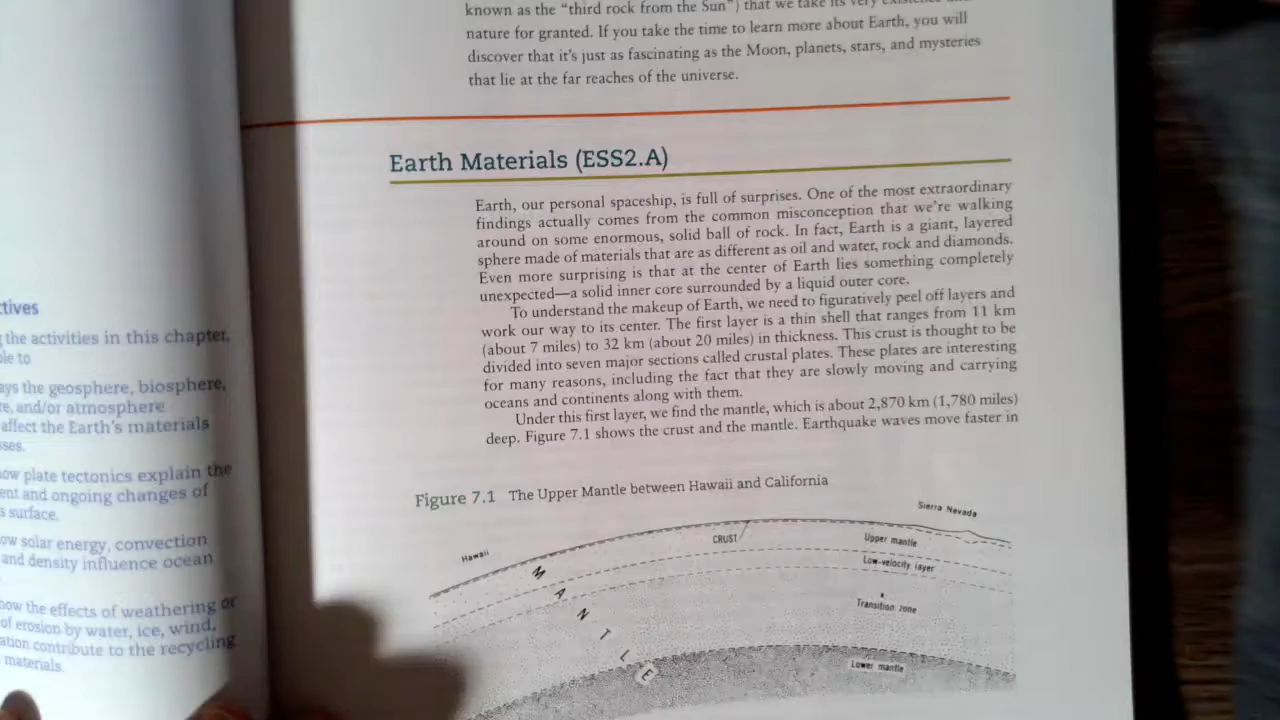 known as the “third rock from the Sun”) that we take its very
nature for granted. If you take the time to learn more about Earth, you will
discover that it’s just as fascinating as the Moon, planets, stars, and mysteries
that lie at the far reaches of the universe.
Earth Materials (ESS2.A)
Earth, our personal spaceship, is full of surprises. One of the most extraordinary
findings actually comes from the common misconception that we’re walking
around on some enormous, solid ball of rock. In fact, Earth is a giant, layered
sphere made of materials that are as different as oil and water, rock and diamonds.
Even more surprising is that at the center of Earth lies something completely
unexpected—a solid inner core surrounded by a liquid outer core.
To understand the makeup of Earth, we need to figuratively peel off layers and
work our way to its center. The first layer is a thin shell that ranges from 11 km
(about 7 miles) to 32 km (about 20 miles) in thickness. This crust is thought to be
divided into seven major sections called crustal plates. These plates are interesting
for many reasons, including the fact that they are slowly moving and carrying
oceans and continents along with them.
Under this first layer, we find the mantle, which is about 2,870 km (1,780 miles)
deep. Figure 7.1 shows the crust and the mantle. Earthquake waves move faster in
Figure 7.1 The Upper Mantle between Hawaii and California
Sierra Nevada
Hawaii
CRUST
Upper mantle
Low-velocity layer
MANTLE
Transition zone
Lower mantle
the activities in this chapter,
to
the geosphere, biosphere,
and/or atmosphere
affect the Earth’s materials
plate tectonics explain the
and ongoing changes of
surface.
solar energy, convection
and density influence ocean
the effects of weathering or
of erosion by water, ice, wind,
contribute to the recycling
materials.